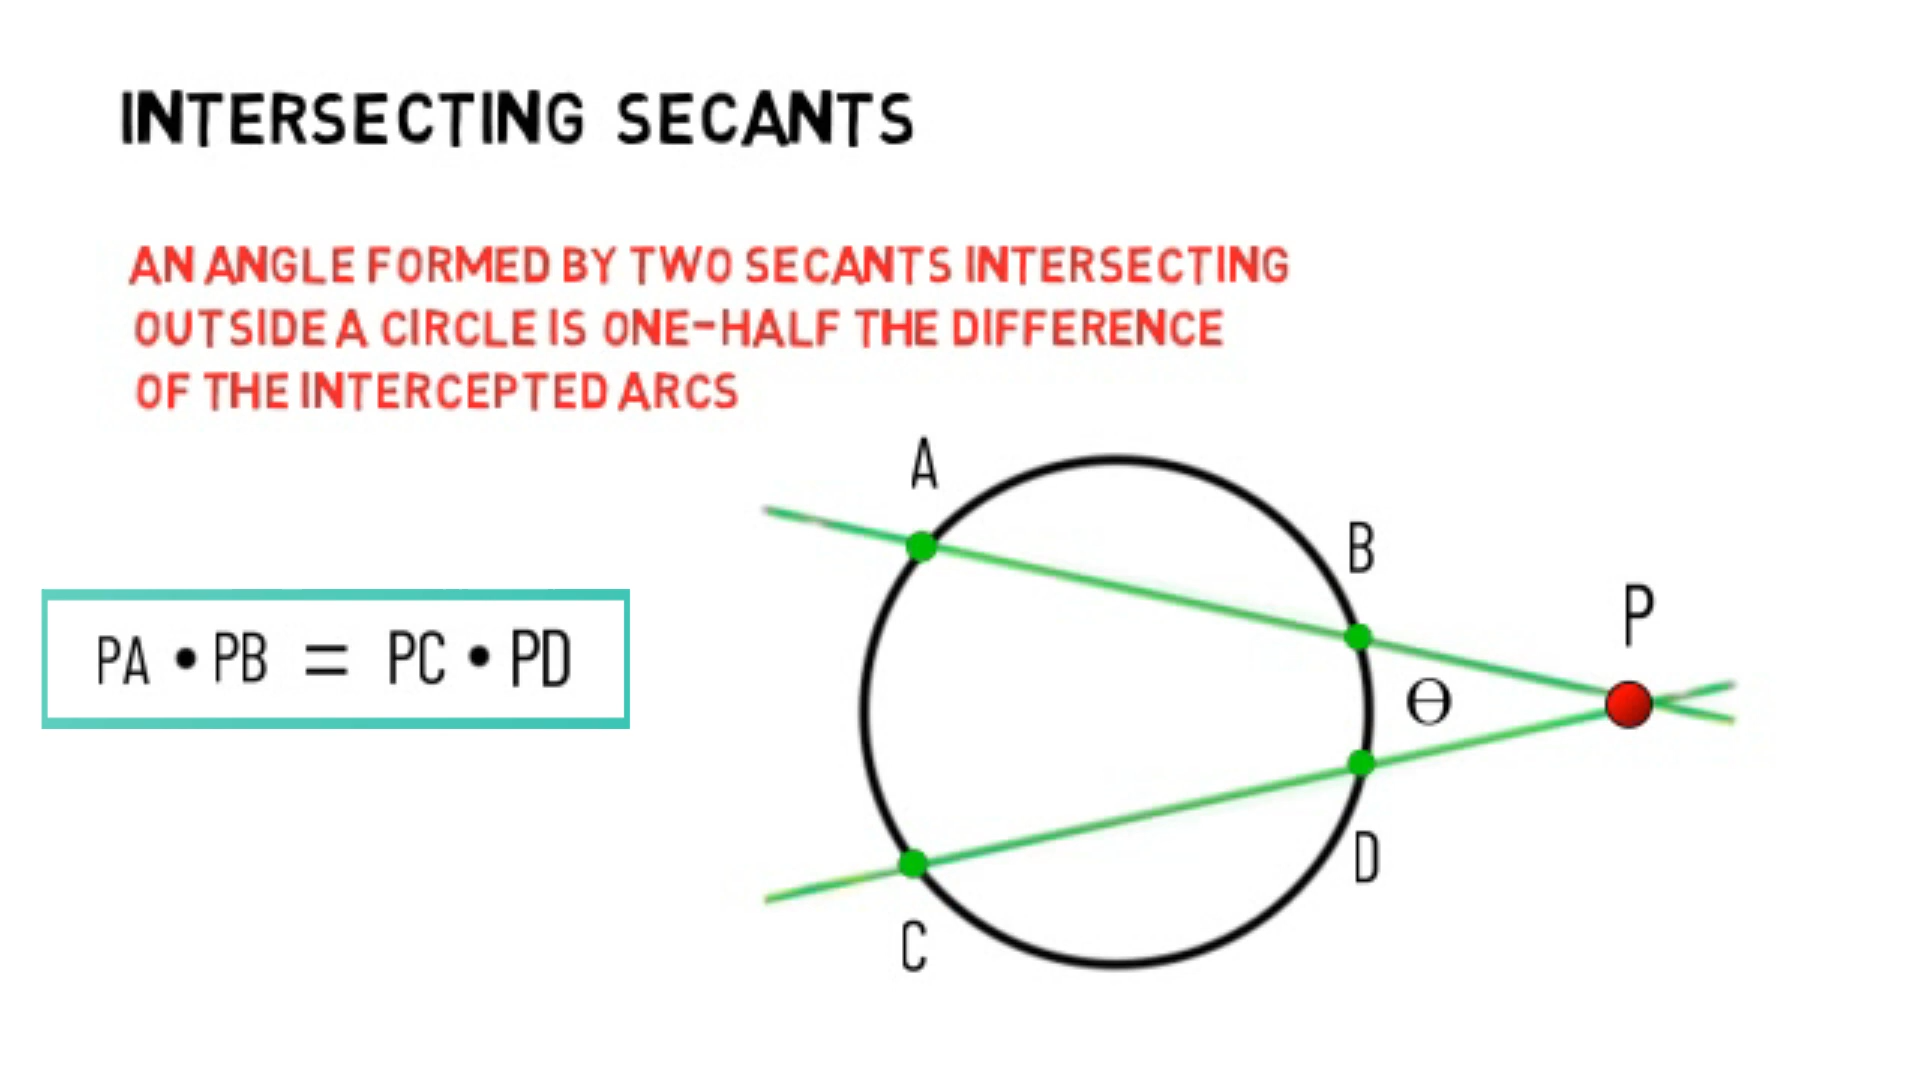 INTERSECTING SECANTS
AN ANGLE FORMED BY TWO SECANTS INTERSECTING
OUTSIDE A CIRCLE IS ONE-HALF THE DIFFERENCE
OF THE INTERCEPTED ARCS
A
B
P
PA • PB = PC • PD
Θ
D
C